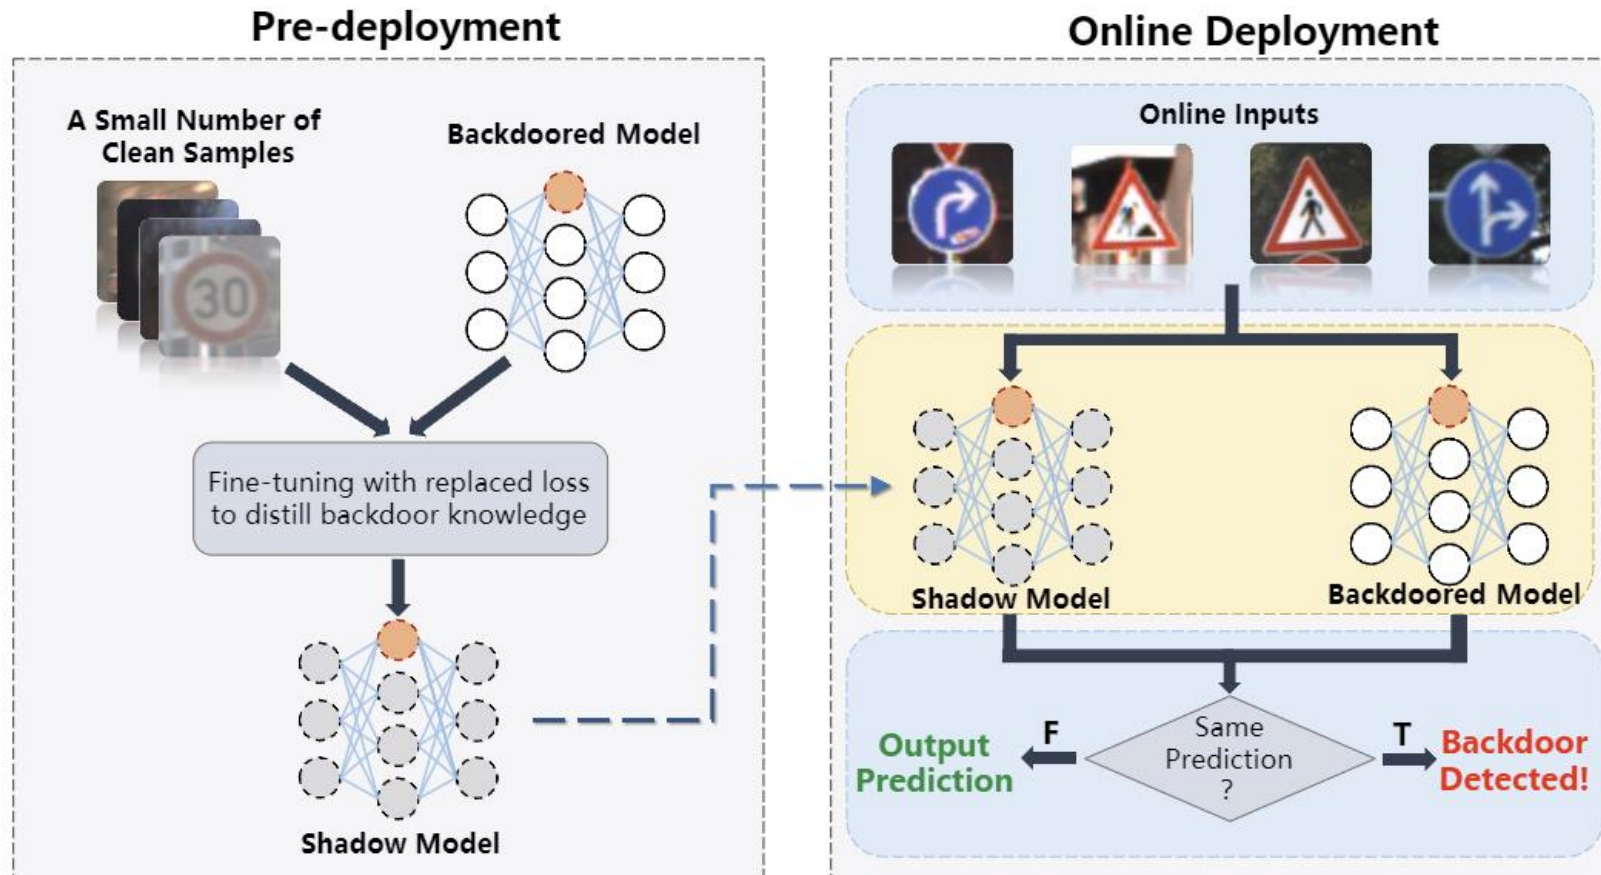 Pre-deployment
A Small Number of
Clean Samples
Backdoored Model
30
Fine-tuning with replaced loss
to distill backdoor knowledge
Shadow Model
Online Deployment
Online Inputs
Shadow Model
Backdoored Model
Same
Prediction
?
F
T
Output
Prediction
Backdoor
Detected!